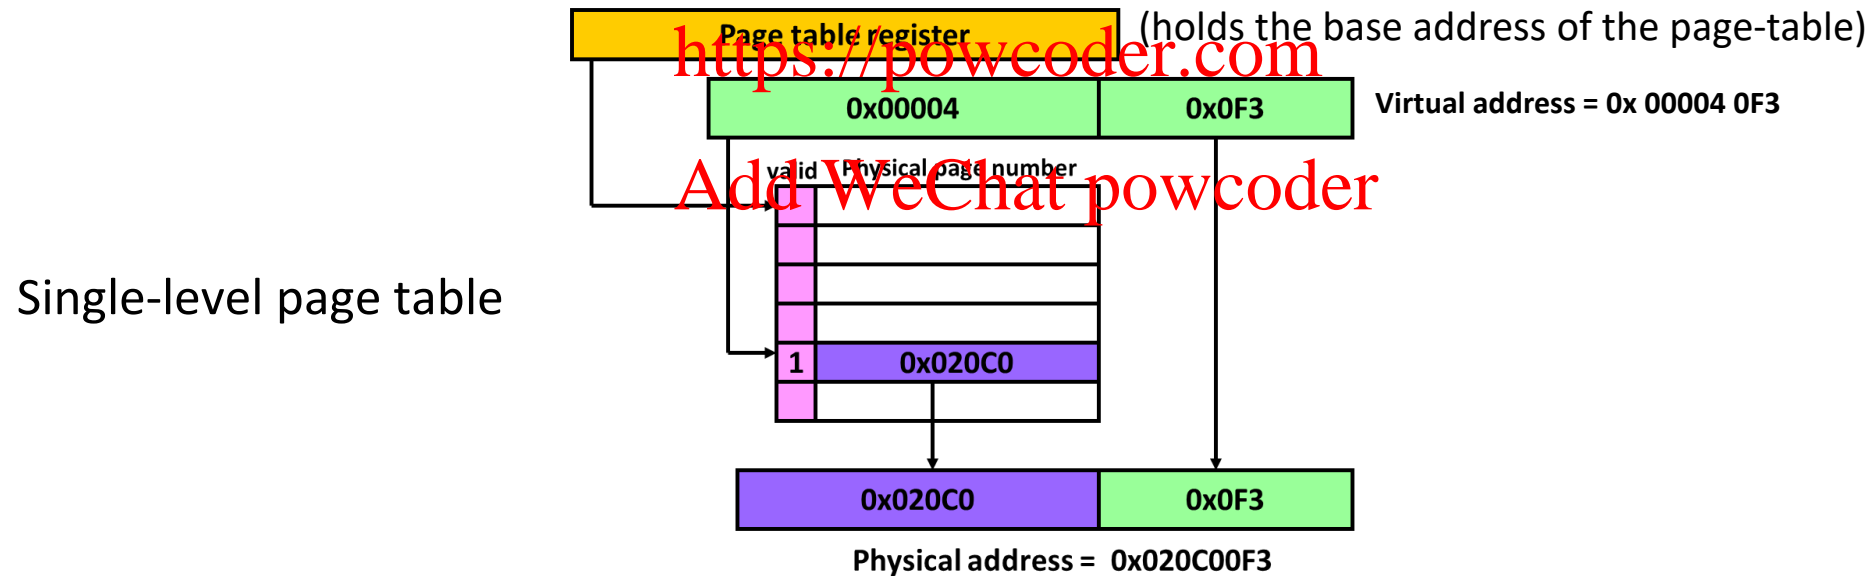 Page table register
(holds the base address of the page-table)
https://powcoder.com
0x00004
0x0F3
Virtual address = 0x 00004 0F3
valid
Physical page number
Add WeChat powcoder
Single-level page table
1
0x020C0
0x020C0
0x0F3
Physical address = 0x020C00F3